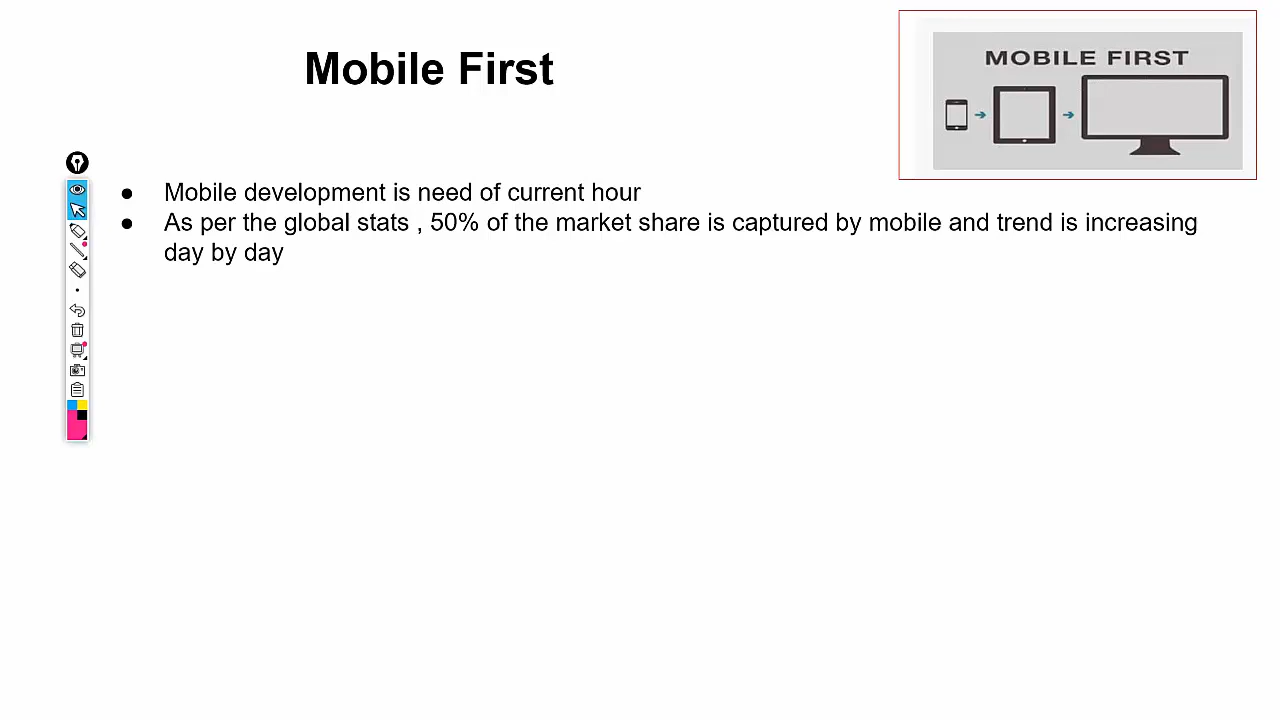 Mobile First
MOBILE FIRST
● Mobile development is need of current hour
● As per the global stats , 50% of the market share is captured by mobile and trend is increasing
day by day